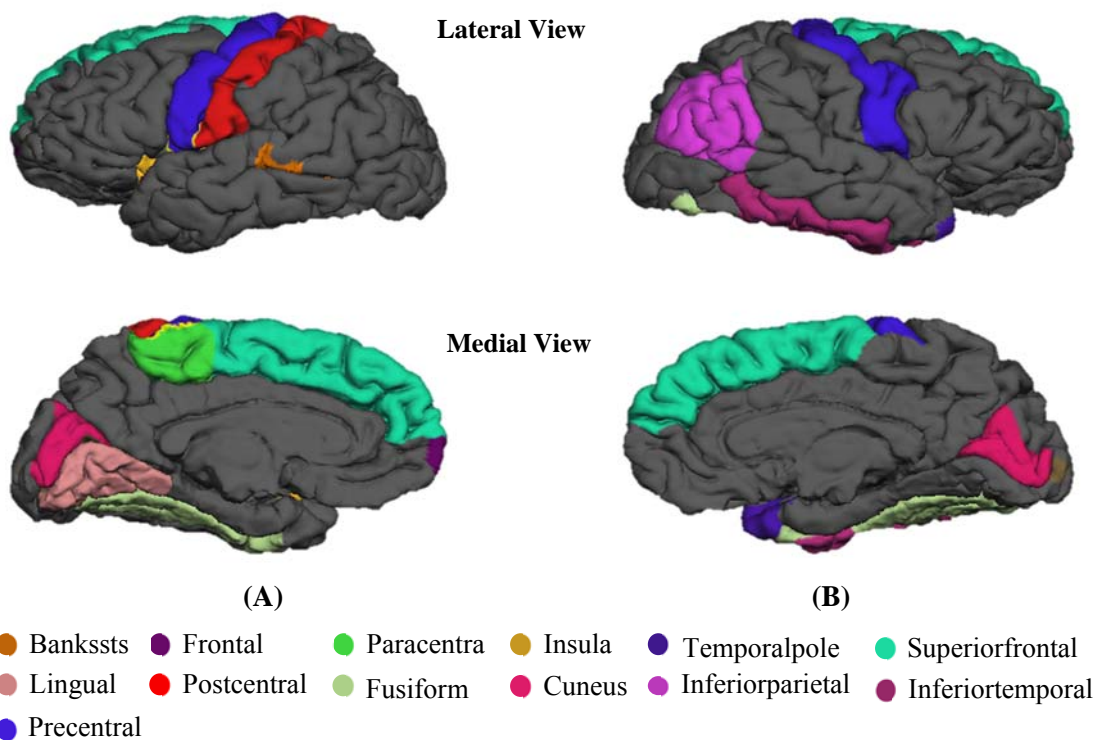 Lateral View
Medial View
(A) (B)
Bankssts Frontal Paracentra Insula Temporalpole Superiorfrontal
Lingual Postcentral Fusiform Cuneus Inferiorparietal Inferiortemporal
Precentral